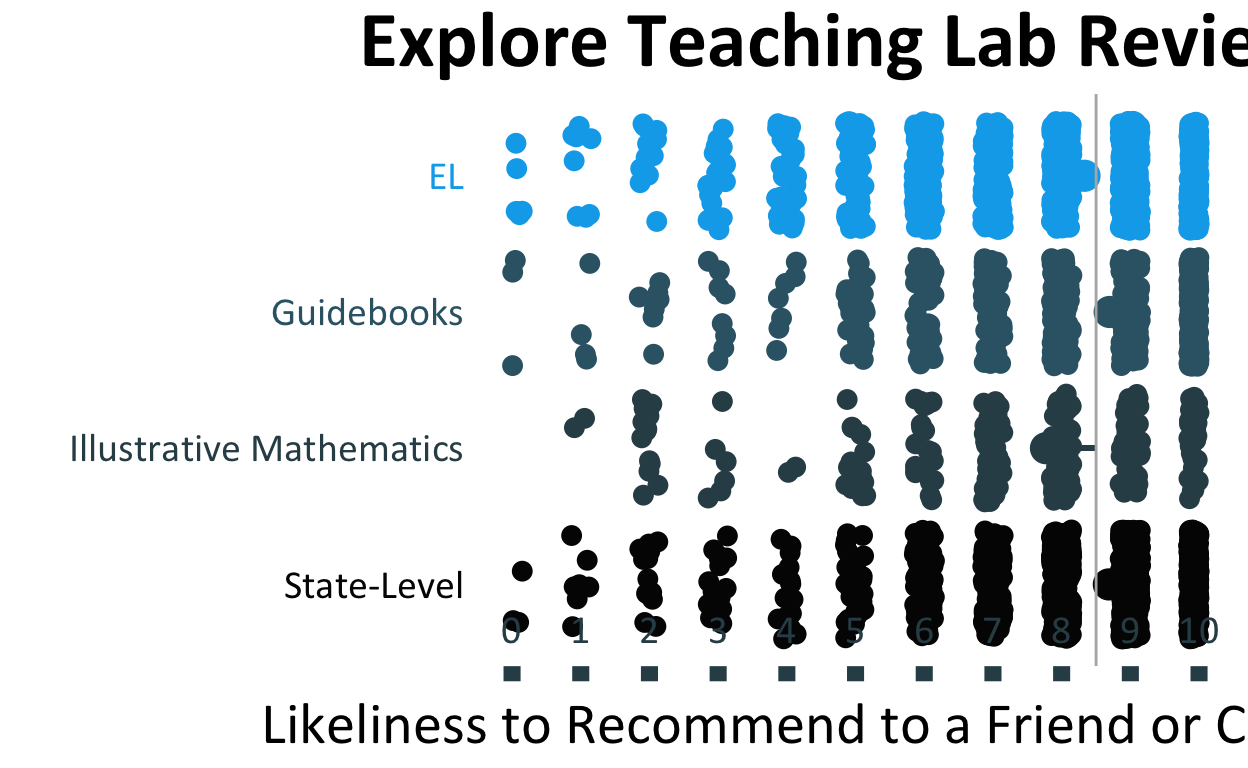 Explore Teaching Lab Revie
EL
Guidebooks
Illustrative Mathematics
State-Level
0 1 2 3 4 5 6 7 8 9 10
Likeliness to Recommend to a Friend or C